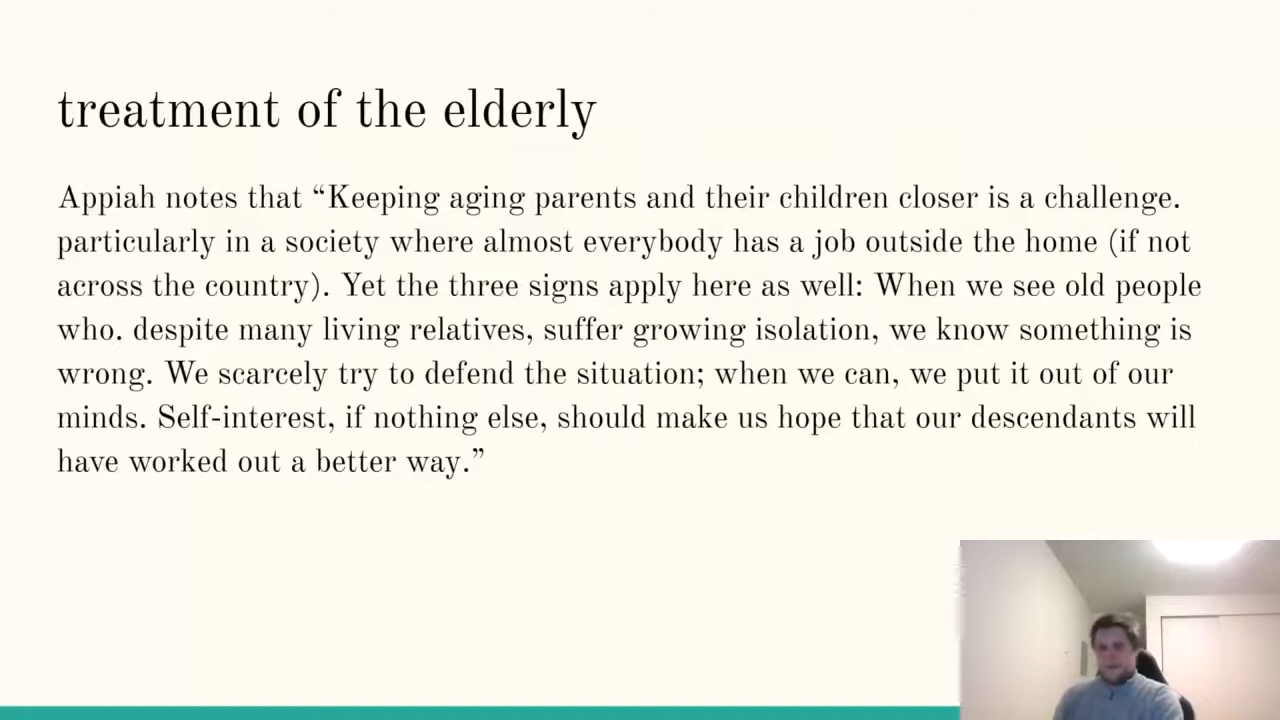 treatment of the elderly
Appiah notes that “Keeping aging parents and their children closer is a challenge.
particularly in a society where almost everybody has a job outside the home (if not
across the country). Yet the three signs apply here as well: When we see old people
who. despite many living relatives, suffer growing isolation, we know something is
wrong. We scarcely try to defend the situation; when we can, we put it out of our
minds. Self-interest, if nothing else, should make us hope that our descendants will
have worked out a better way.”